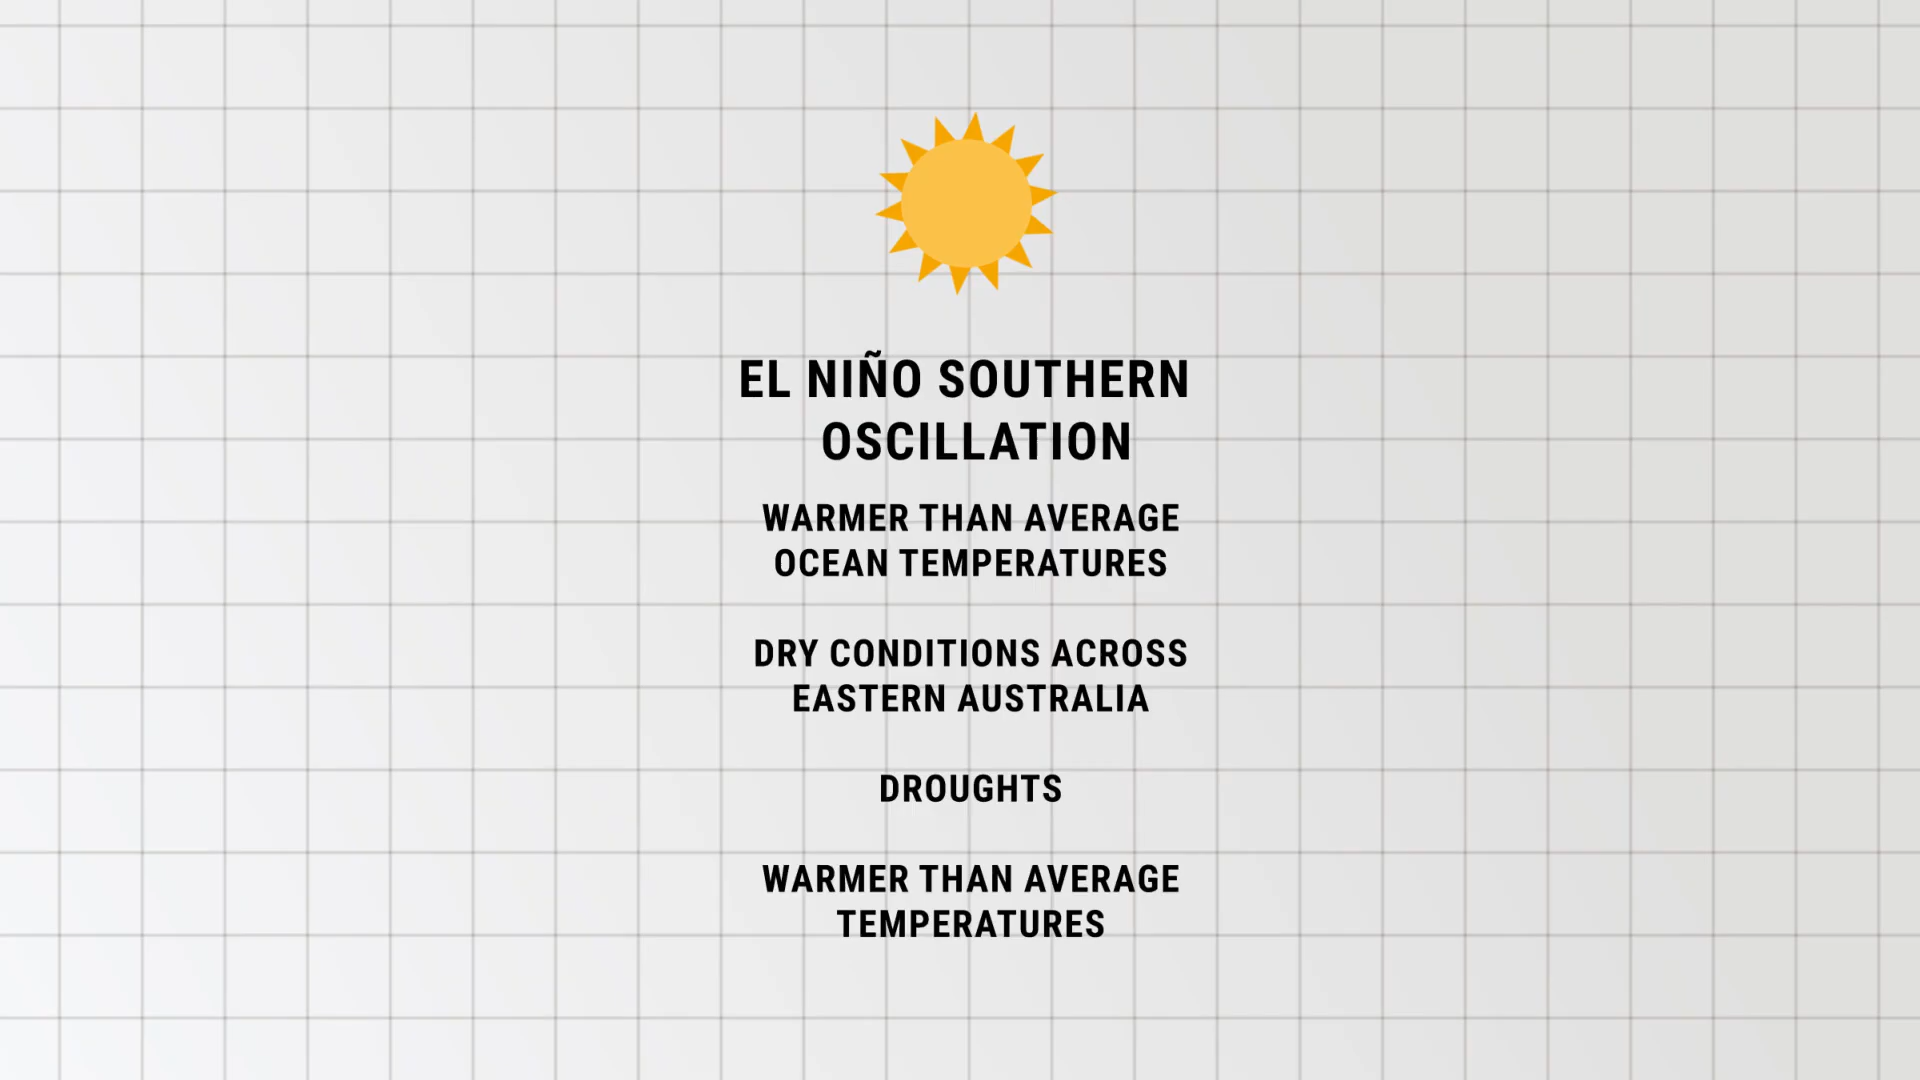 EL NIÑO SOUTHERN
OSCILLATION
WARMER THAN AVERAGE
OCEAN TEMPERATURES
DRY CONDITIONS ACROSS
EASTERN AUSTRALIA
DROUGHTS
WARMER THAN AVERAGE
TEMPERATURES